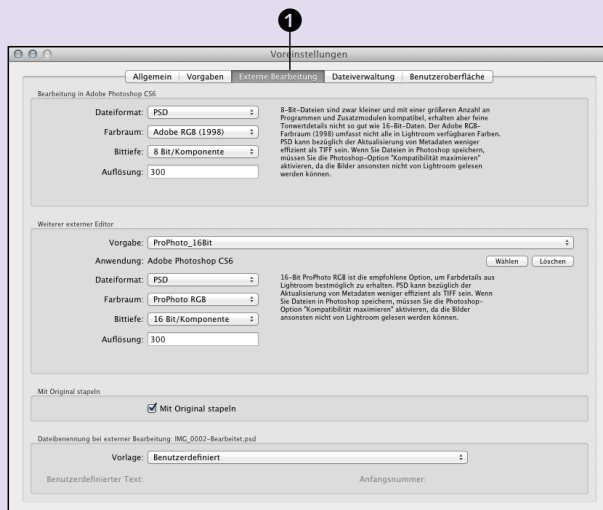 1
Voreinstellungen
Allgemein Vorgaben Externe Bearbeitung Dateiverwaltung Benutzeroberfläche
Bearbeitung in Adobe Photoshop CS6
Dateiformat: PSD
Farbraum: Adobe RGB (1998)
Bittiefe: 8 Bit/Komponente
Auflösung: 300
8-Bit-Dateien sind zwar kleiner und mit einer größeren Anzahl an
Programmen und Zusatzmodulen kompatibel, erhalten aber feine
Tonwertdetails nicht so gut wie 16-Bit-Daten. Der Adobe RGB-
Farbraum (1998) umfasst nicht alle in Lightroom verfügbaren Farben.
PSD kann bezüglich der Aktualisierung von Metadaten weniger
effizient als TIFF sein. Wenn Sie Dateien in Photoshop speichern,
müssen Sie die Photoshop-Option "Kompatibilität maximieren"
aktivieren, da die Bilder ansonsten nicht von Lightroom gelesen
werden können.
Weiterer externer Editor
Vorgabe: ProPhoto_16Bit
Anwendung: Adobe Photoshop CS6 Wählen Löschen
Dateiformat: PSD
Farbraum: ProPhoto RGB
Bittiefe: 16 Bit/Komponente
Auflösung: 300
16-Bit ProPhoto RGB ist die empfohlene Option, um Farbdetails aus
Lightroom bestmöglich zu erhalten. PSD kann bezüglich der
Aktualisierung von Metadaten weniger effizient als TIFF sein. Wenn
Sie Dateien in Photoshop speichern, müssen Sie die Photoshop-
Option "Kompatibilität maximieren" aktivieren, da die Bilder
ansonsten nicht von Lightroom gelesen werden können.
Mit Original stapeln
Mit Original stapeln
Dateibenennung bei externer Bearbeitung: IMG_0002-Bearbeitet.psd
Vorlage: Benutzerdefiniert
Benutzerdefinierter Text: Anfangsnummer: